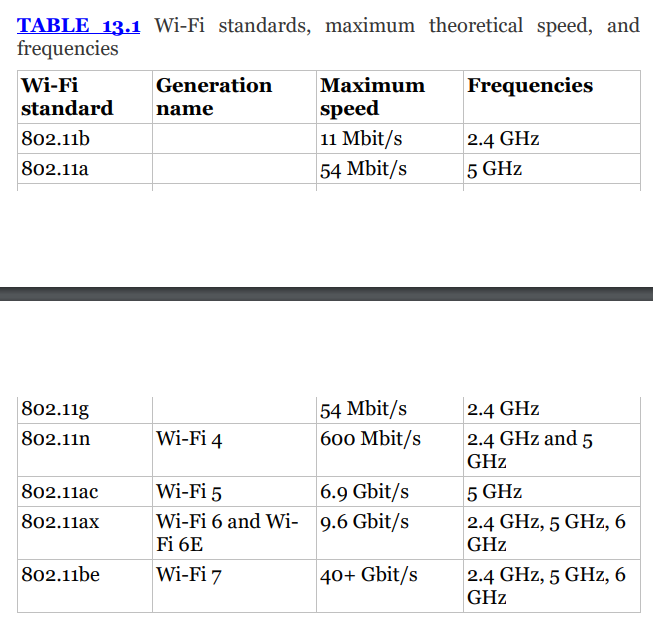 TABLE 13.1 Wi-Fi standards, maximum theoretical speed, and
frequencies
Wi-Fi standard Generation name Maximum speed Frequencies
802.11b 11 Mbit/s 2.4 GHz
802.11a 54 Mbit/s 5 GHz
802.11g 54 Mbit/s 2.4 GHz
802.11n Wi-Fi 4 600 Mbit/s 2.4 GHz and 5 GHz
802.11ac Wi-Fi 5 6.9 Gbit/s 5 GHz
802.11ax Wi-Fi 6 and Wi-Fi 6E 9.6 Gbit/s 2.4 GHz, 5 GHz, 6 GHz
802.11be Wi-Fi 7 40+ Gbit/s 2.4 GHz, 5 GHz, 6 GHz